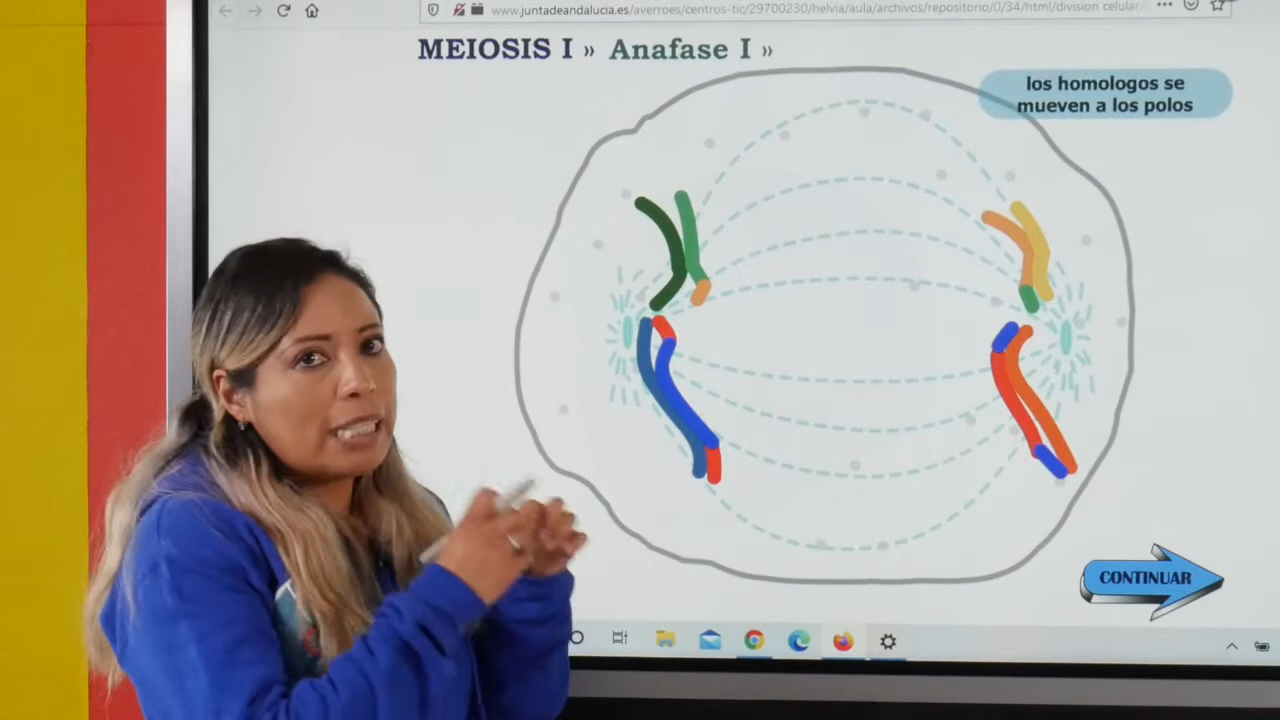 www.juntadeandalucia.es/averroes/centros-tic/29700230/helvia/aula/archivos/repositorio/0/34/html/division celular/
MEIOSIS I » Anafase I »
los homologos se
mueven a los polos
CONTINUAR